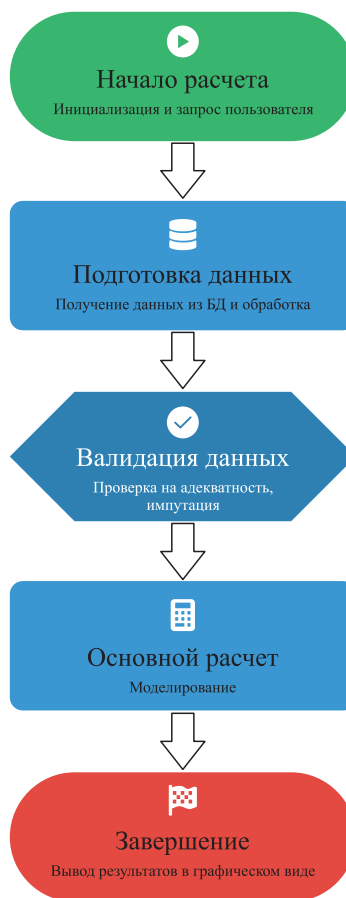 Начало расчета
Инициализация и запрос пользователя
Подготовка данных
Получение данных из БД и обработка
Валидация данных
Проверка на адекватность,
импутация
Основной расчет
Моделирование
Завершение
Вывод результатов в графическом виде